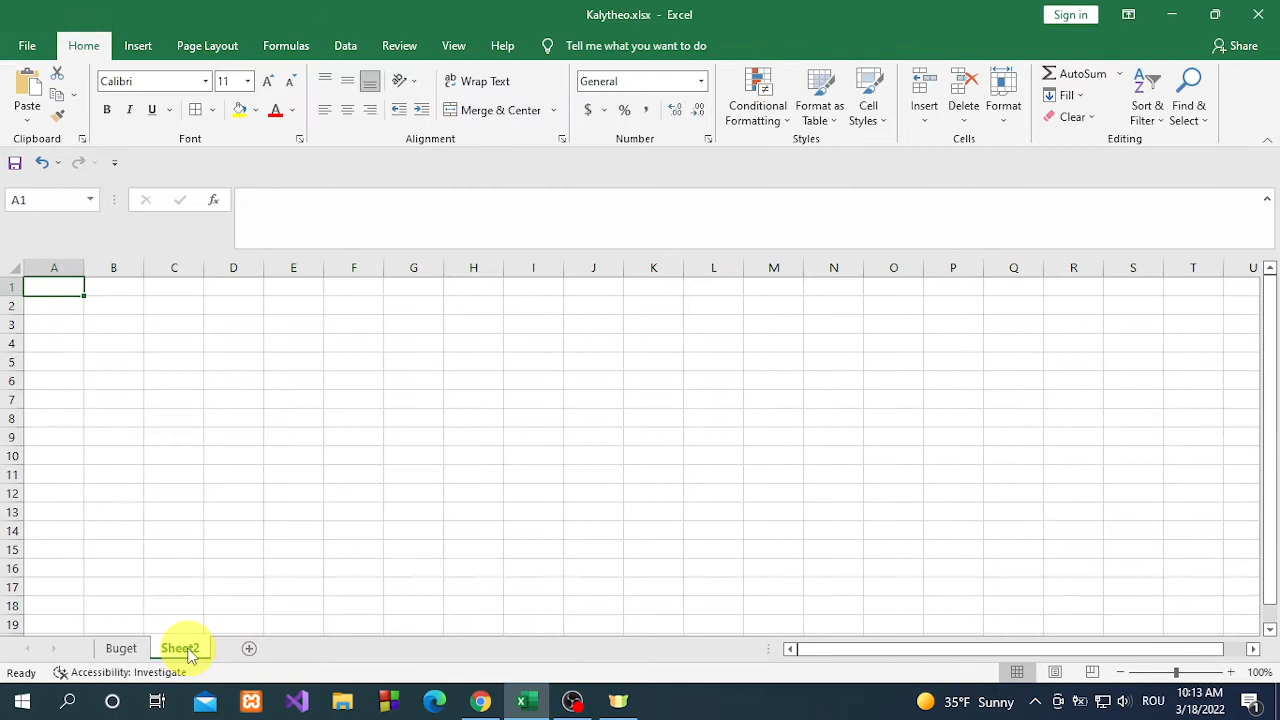 Kalytheo.xlsx - Excel
Sign in
File Home Insert Page Layout Formulas Data Review View Help Tell me what you want to do Share
Paste
Clipboard
Calibri 11
B I U
Font
Wrap Text
Merge & Center
Alignment
General
$ % ,
Number
Conditional Formatting
Format as Table
Cell Styles
Styles
Insert
Delete
Format
Cells
AutoSum
Fill
Clear
Sort & Filter
Find & Select
Editing
A1
fx
A B C D E F G H I J K L M N O P Q R S T U
1
2
3
4
5
6
7
8
9
10
11
12
13
14
15
16
17
18
19
Buget Sheet2
Ready Accessibility: Investigate 100%
35°F Sunny ROU 10:13 AM
3/18/2022